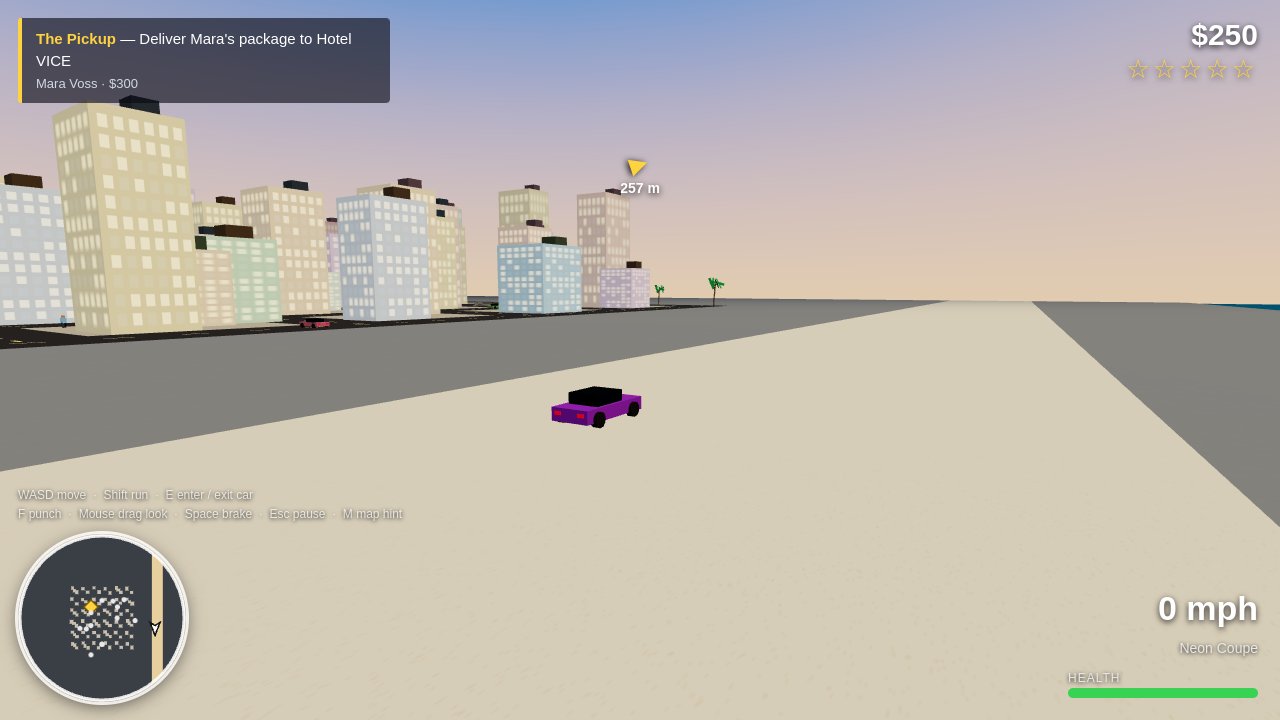 The Pickup — Deliver Mara's package to Hotel
VICE
Mara Voss · $300
$250
257 m
WASD move · Shift run · E enter / exit car
F punch · Mouse drag look · Space brake · Esc pause · M map hint
0 mph
Neon Coupe
HEALTH